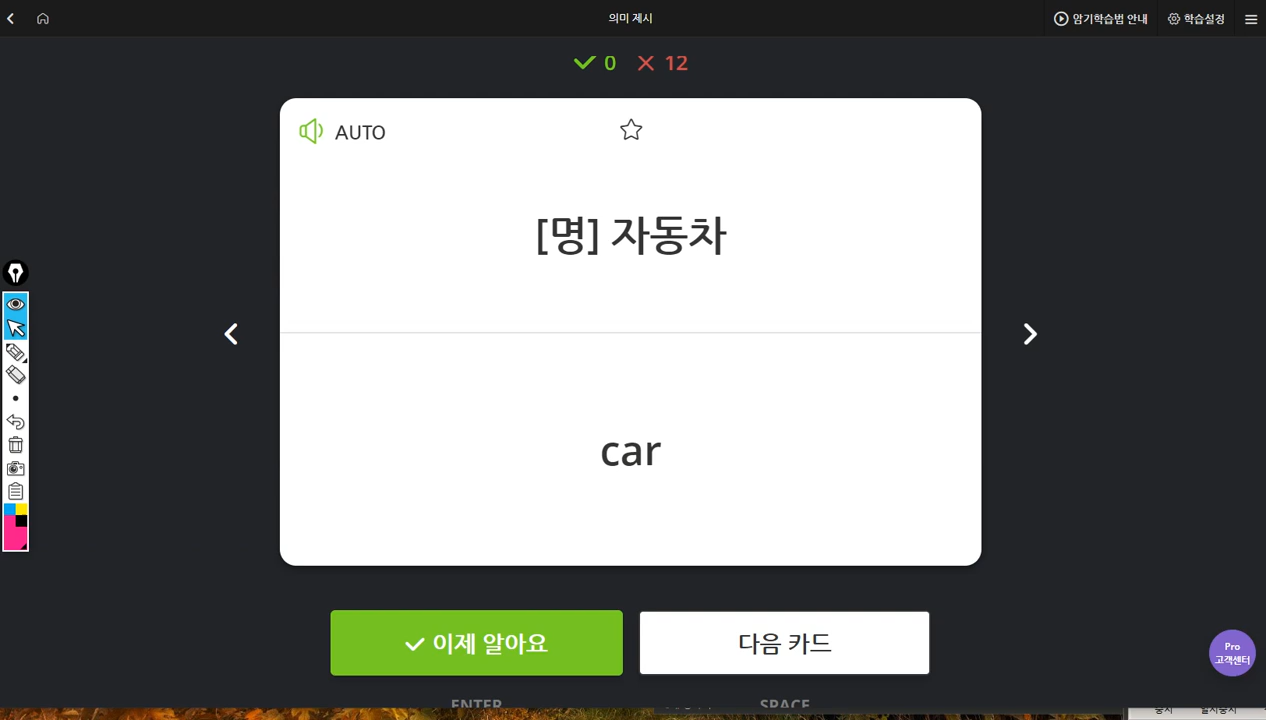 의미 제시
암기학습법 안내
학습설정
0 12
AUTO
[명] 자동차
car
이제 알아요
다음 카드
Pro
고객센터
ENTER
SPACE